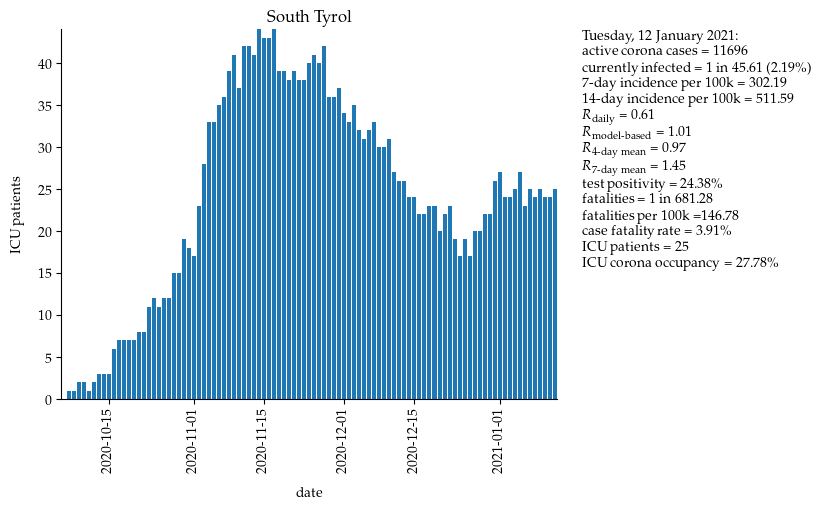 South Tyrol
ICU patients
40
35
30
25
20
15
10
5
0
2020-10-15
2020-11-01
2020-11-15
2020-12-01
2020-12-15
2021-01-01
date
Tuesday, 12 January 2021:
active corona cases = 11696
currently infected = 1 in 45.61 (2.19%)
7-day incidence per 100k = 302.19
14-day incidence per 100k = 511.59
R daily = 0.61
R model-based = 1.01
R 4-day mean = 0.97
R 7-day mean = 1.45
test positivity = 24.38%
fatalities = 1 in 681.28
fatalities per 100k =146.78
case fatality rate = 3.91%
ICU patients = 25
ICU corona occupancy = 27.78%